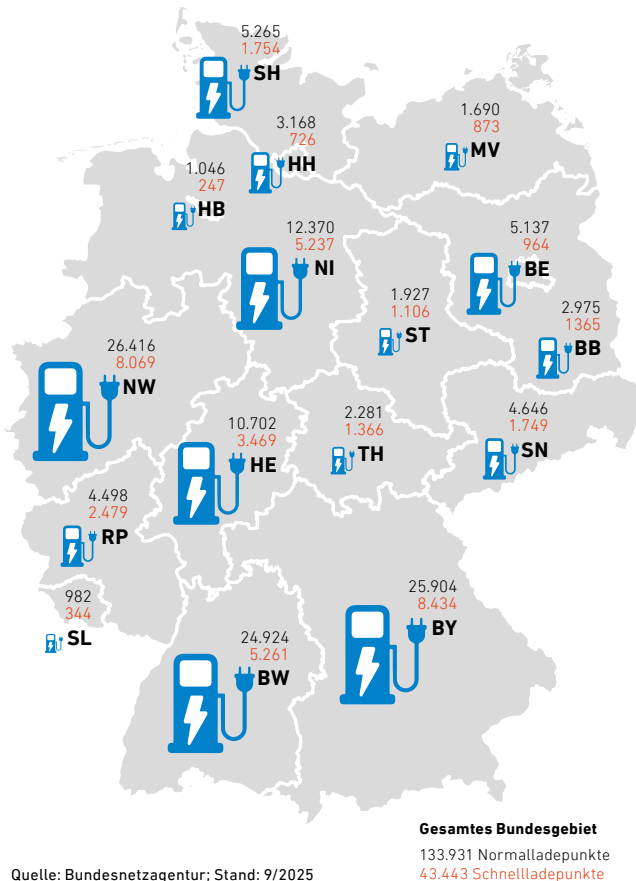 5.265
1.754
SH
3.168
726
HH
1.690
873
MV
1.046
247
HB
12.370
5.237
NI
5.137
964
BE
1.927
1.106
ST
2.975
1365
BB
26.416
8.069
NW
10.702
3.469
HE
2.281
1.366
TH
4.646
1.749
SN
4.498
2.479
RP
982
344
SL
25.904
8.434
BY
24.924
5.261
BW
Gesamtes Bundesgebiet
133.931 Normalladepunkte
43.443 Schnellladepunkte
Quelle: Bundesnetzagentur; Stand: 9/2025